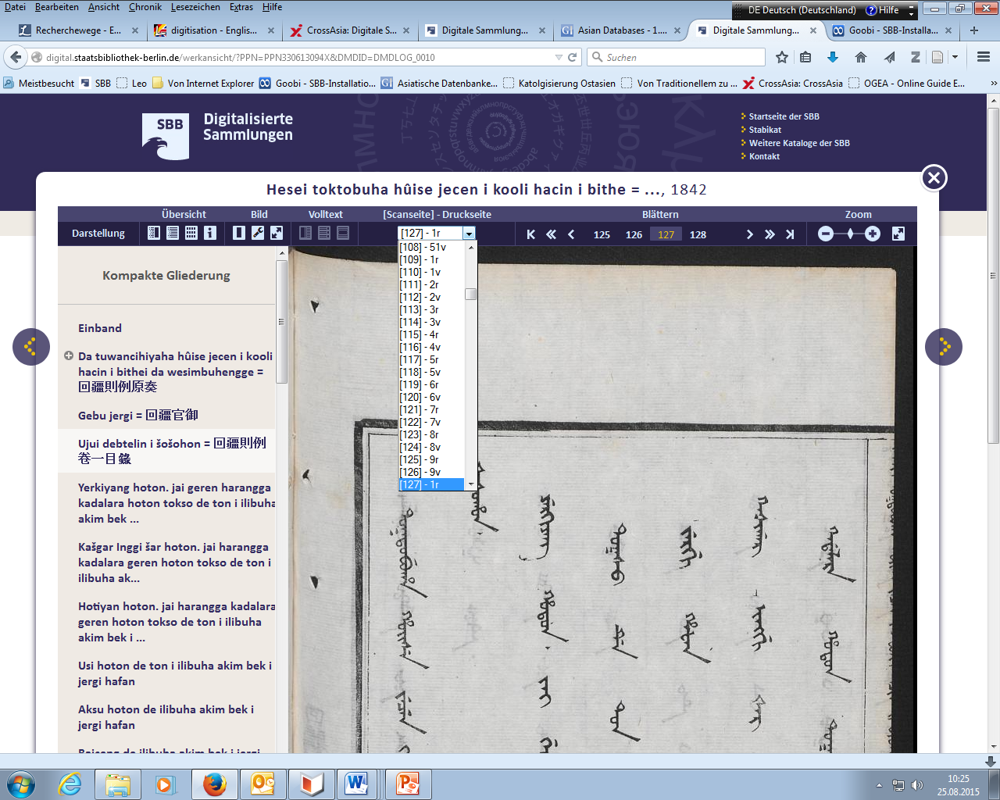 Datei Bearbeiten Ansicht Chronik Lesezeichen Extras Hilfe
DE Deutsch (Deutschland) Hilfe
Recherchewege - E... digitisation - Englis... CrossAsia: Digitale S... Digitale Sammlung... Asian Databases - 1.... Digitale Sammlung... Goobi - SBB-Installa...
digital.staatsbibliothek-berlin.de/werkansicht/?PPN=PPN330613094X&DMDID=DMDLOG_0010
Suchen
Meistbesucht SBB Leo Von Internet Explorer Goobi - SBB-Installatio... Asiatische Datenbanke... Katolgisierung Ostasien Von Traditionellem zu ... CrossAsia: CrossAsia OGEA - Online Guide E...
SBB
Digitalisierte
Sammlungen
Startseite der SBB
Stabikat
Weitere Kataloge der SBB
Kontakt
Hesei toktobuha hûise jecen i kooli hacin i bithe = ..., 1842
Übersicht Bild Volltext [Scanseite] - Druckseite Blättern Zoom
Darstellung
[127] - 1r
125 126 127 128
[108] - 51v
[109] - 1r
[110] - 1v
[111] - 2r
[112] - 2v
[113] - 3r
[114] - 3v
[115] - 4r
[116] - 4v
[117] - 5r
[118] - 5v
[119] - 6r
[120] - 6v
[121] - 7r
[122] - 7v
[123] - 8r
[124] - 8v
[125] - 9r
[126] - 9v
[127] - 1r
Kompakte Gliederung
Einband
Da tuwancihiyaha hûise jecen i kooli
hacin i bithei da wesimbuhengge =
回疆則例原奏
Gebu jergi = 回疆官御
Ujui debtelin i šošohon = 回疆則例
卷一目錄
Yerkiyang hoton. jai geren harangga
kadalara hoton tokso de ton i ilibuha
akim bek ...
Kašgar Inggi šar hoton. jai harangga
kadalara geren hoton tokso de ton i
ilibuha ak...
Hotiyan hoton. jai harangga kadalara
geren hoton tokso de ton i ilibuha
akim bek i ...
Usi hoton de ton i ilibuha akim bek i
jergi hafan
Aksu hoton de ilibuha akim bek i
jergi hafan
10:25
25.08.2015